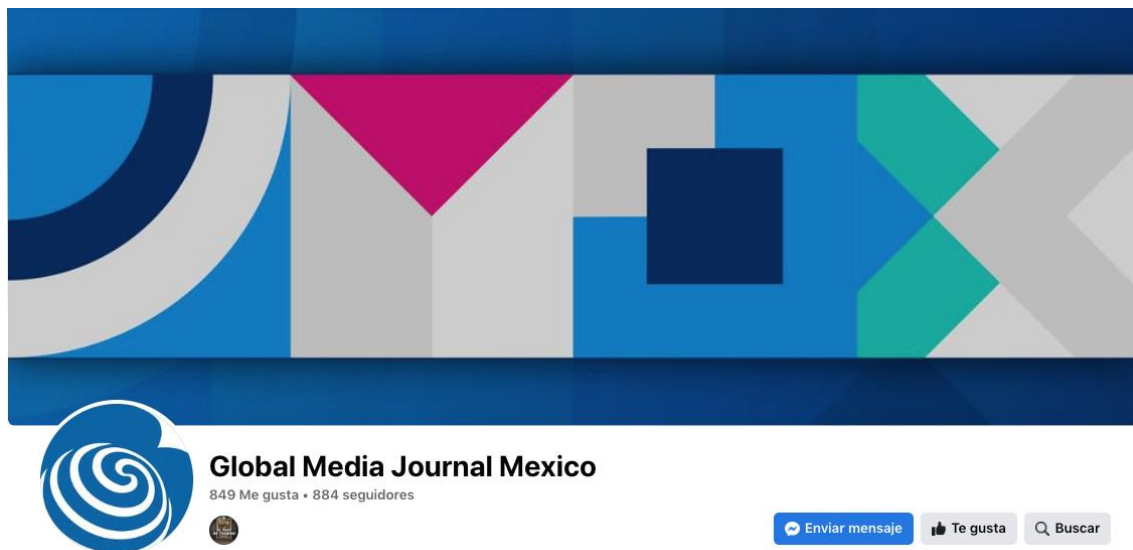 Global Media Journal Mexico
849 Me gusta • 884 seguidores
Enviar mensaje
Te gusta
Buscar